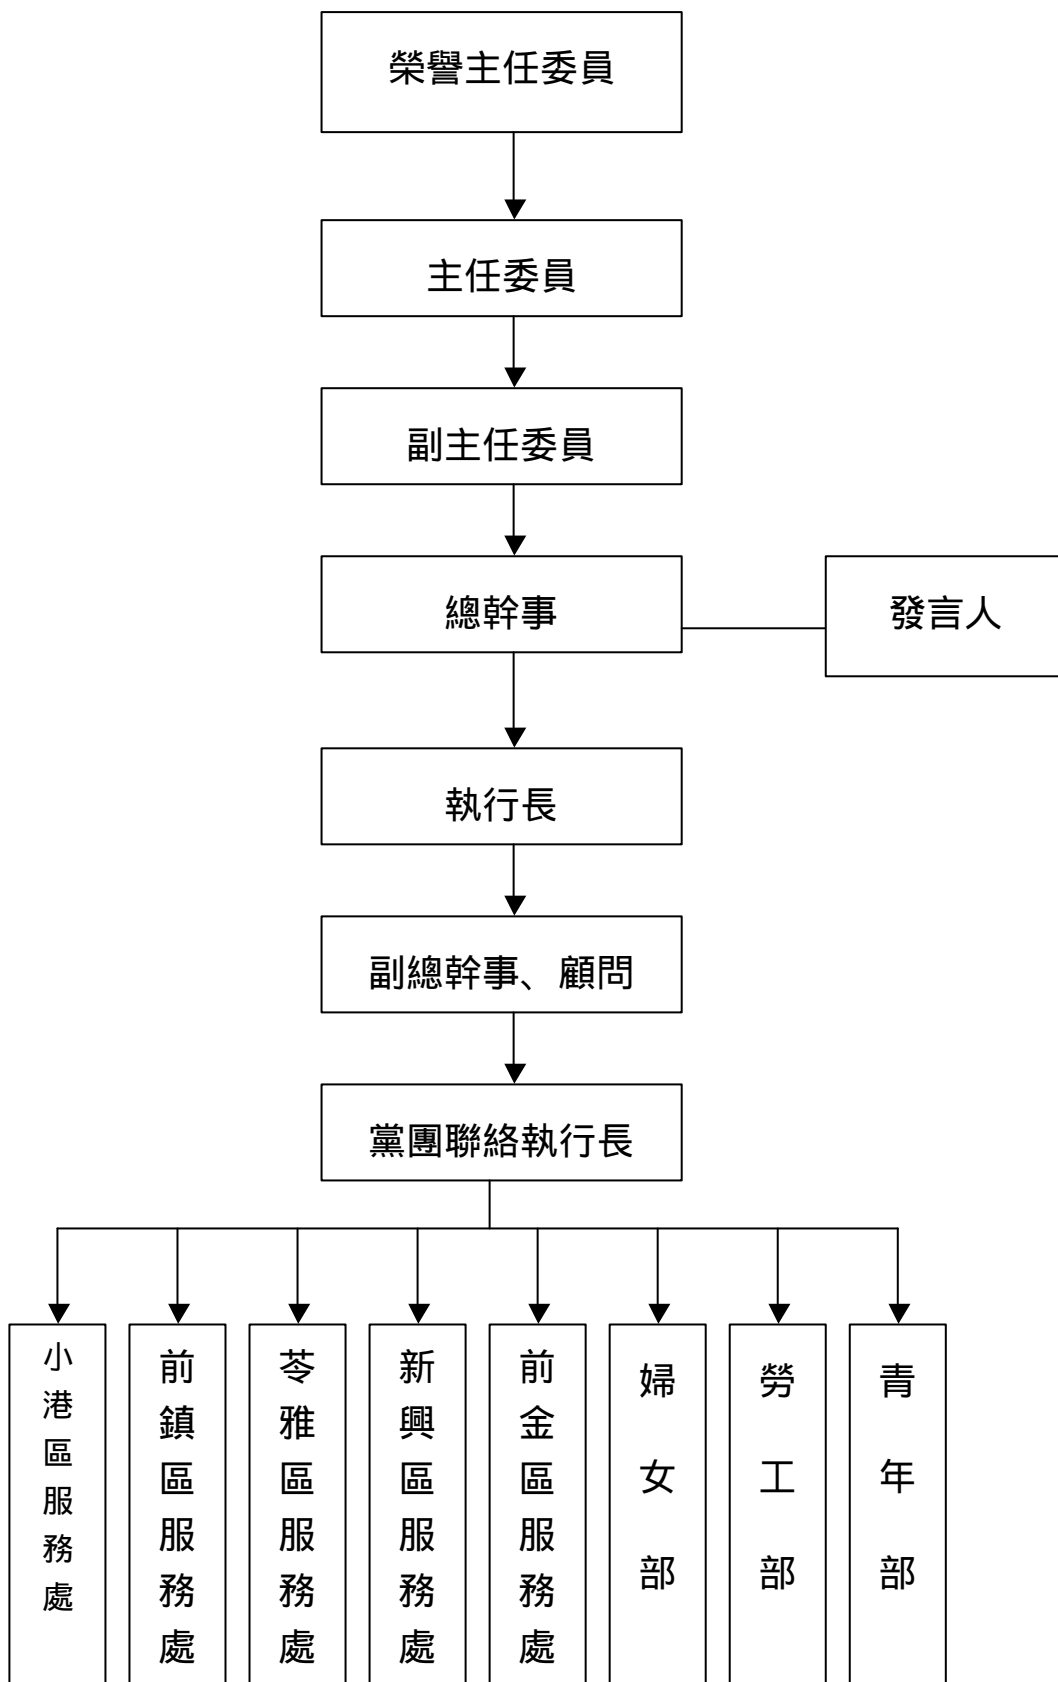 榮譽主任委員
主任委員
副主任委員
總幹事
發言人
執行長
副總幹事、顧問
黨團聯絡執行長
小港區服務處
前鎮區服務處
苓雅區服務處
新興區服務處
前金區服務處
婦女部
勞工部
青年部